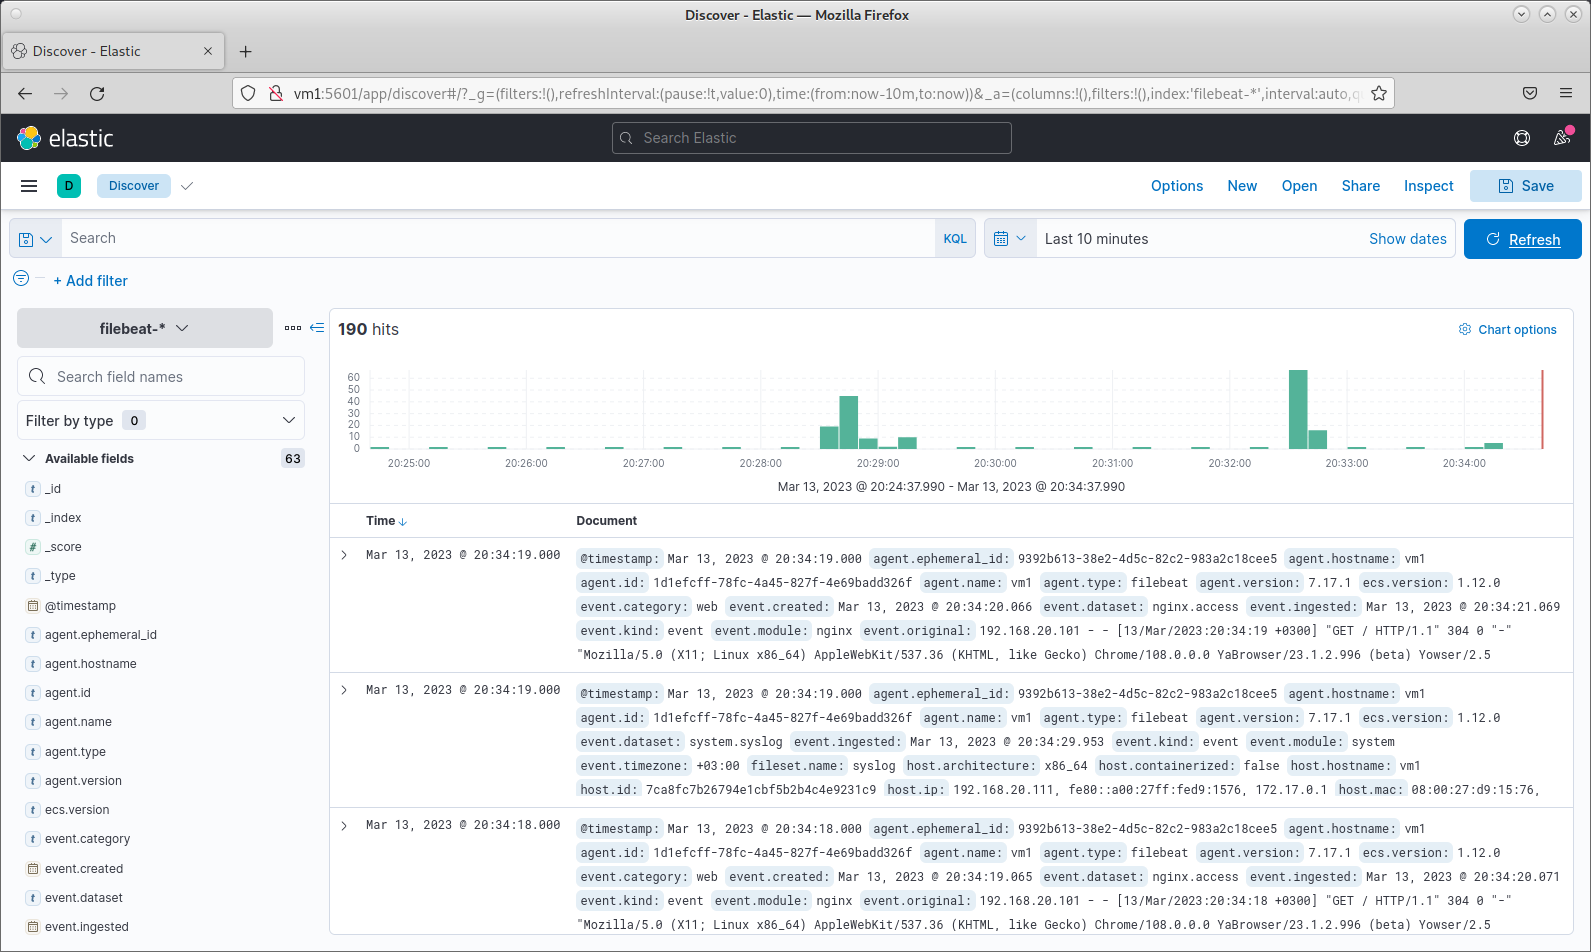 Discover - Elastic — Mozilla Firefox
Discover - Elastic
vm1:5601/app/discover#/?_g=(filters:!(),refreshInterval:(pause:!t,value:0),time:(from:now-10m,to:now))&_a=(columns:!(),filters:!(),index:'filebeat-*',interval:auto,q
elastic
Search Elastic
D
Discover
Options
New
Open
Share
Inspect
Save
Search
KQL
Last 10 minutes
Show dates
Refresh
+ Add filter
filebeat-*
Search field names
Filter by type 0
Available fields 63
t _id
t _index
# _score
t _type
@timestamp
t agent.ephemeral_id
t agent.hostname
t agent.id
t agent.name
t agent.type
t agent.version
t ecs.version
t event.category
event.created
t event.dataset
event.ingested
190 hits
Chart options
60
50
40
30
20
10
0
20:25:00 20:26:00 20:27:00 20:28:00 20:29:00 20:30:00 20:31:00 20:32:00 20:33:00 20:34:00
Mar 13, 2023 @ 20:24:37.990 - Mar 13, 2023 @ 20:34:37.990
Time Document
Mar 13, 2023 @ 20:34:19.000
@timestamp: Mar 13, 2023 @ 20:34:19.000 agent.ephemeral_id: 9392b613-38e2-4d5c-82c2-983a2c18cee5 agent.hostname: vm1
agent.id: 1d1efcff-78fc-4a45-827f-4e69badd326f agent.name: vm1 agent.type: filebeat agent.version: 7.17.1 ecs.version: 1.12.0
event.category: web event.created: Mar 13, 2023 @ 20:34:20.066 event.dataset: nginx.access event.ingested: Mar 13, 2023 @ 20:34:21.069
event.kind: event event.module: nginx event.original: 192.168.20.101 - - [13/Mar/2023:20:34:19 +0300] "GET / HTTP/1.1" 304 0 "-"
"Mozilla/5.0 (X11; Linux x86_64) AppleWebKit/537.36 (KHTML, like Gecko) Chrome/108.0.0.0 YaBrowser/23.1.2.996 (beta) Yowser/2.5
Mar 13, 2023 @ 20:34:19.000
@timestamp: Mar 13, 2023 @ 20:34:19.000 agent.ephemeral_id: 9392b613-38e2-4d5c-82c2-983a2c18cee5 agent.hostname: vm1
agent.id: 1d1efcff-78fc-4a45-827f-4e69badd326f agent.name: vm1 agent.type: filebeat agent.version: 7.17.1 ecs.version: 1.12.0
event.dataset: system.syslog event.ingested: Mar 13, 2023 @ 20:34:29.953 event.kind: event event.module: system
event.timezone: +03:00 fileset.name: syslog host.architecture: x86_64 host.containerized: false host.hostname: vm1
host.id: 7ca8fc7b26794e1cbf5b2b4c4e9231c9 host.ip: 192.168.20.111, fe80::a00:27ff:fed9:1576, 172.17.0.1 host.mac: 08:00:27:d9:15:76,
Mar 13, 2023 @ 20:34:18.000
@timestamp: Mar 13, 2023 @ 20:34:18.000 agent.ephemeral_id: 9392b613-38e2-4d5c-82c2-983a2c18cee5 agent.hostname: vm1
agent.id: 1d1efcff-78fc-4a45-827f-4e69badd326f agent.name: vm1 agent.type: filebeat agent.version: 7.17.1 ecs.version: 1.12.0
event.category: web event.created: Mar 13, 2023 @ 20:34:19.065 event.dataset: nginx.access event.ingested: Mar 13, 2023 @ 20:34:20.071
event.kind: event event.module: nginx event.original: 192.168.20.101 - - [13/Mar/2023:20:34:18 +0300] "GET / HTTP/1.1" 304 0 "-"
"Mozilla/5.0 (X11; Linux x86_64) AppleWebKit/537.36 (KHTML, like Gecko) Chrome/108.0.0.0 YaBrowser/23.1.2.996 (beta) Yowser/2.5